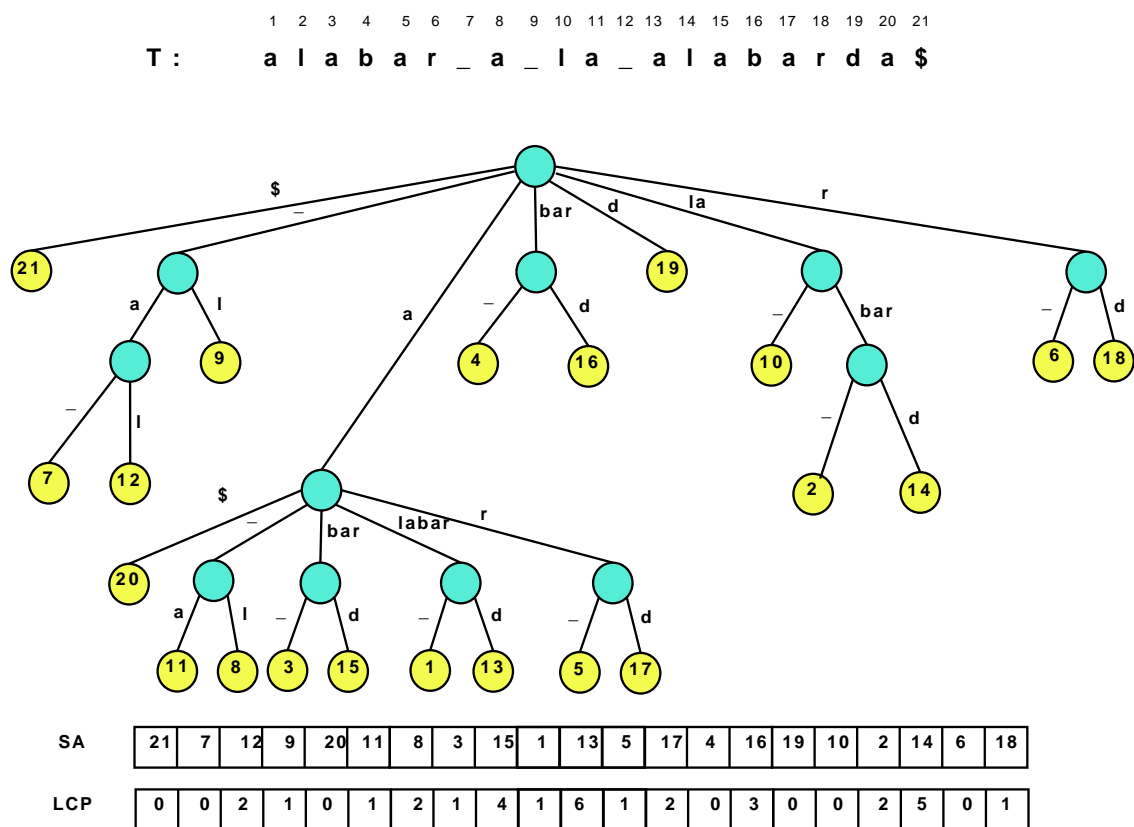 1 2 3 4 5 6 7 8 9 10 11 12 13 14 15 16 17 18 19 20 21
T : a l a b a r _ a _ l a _ a l a b a r d a $
$ _ a bar d la r
21 19
a l _ d _ bar _ d
9 4 16 10 6 18
_ l _ d
7 12 2 14
$ _ bar labar r
20
a l _ d _ d _ d
11 8 3 15 1 13 5 17
SA 21 7 12 9 20 11 8 3 15 1 13 5 17 4 16 19 10 2 14 6 18
LCP 0 0 2 1 0 1 2 1 4 1 6 1 2 0 3 0 0 2 5 0 1